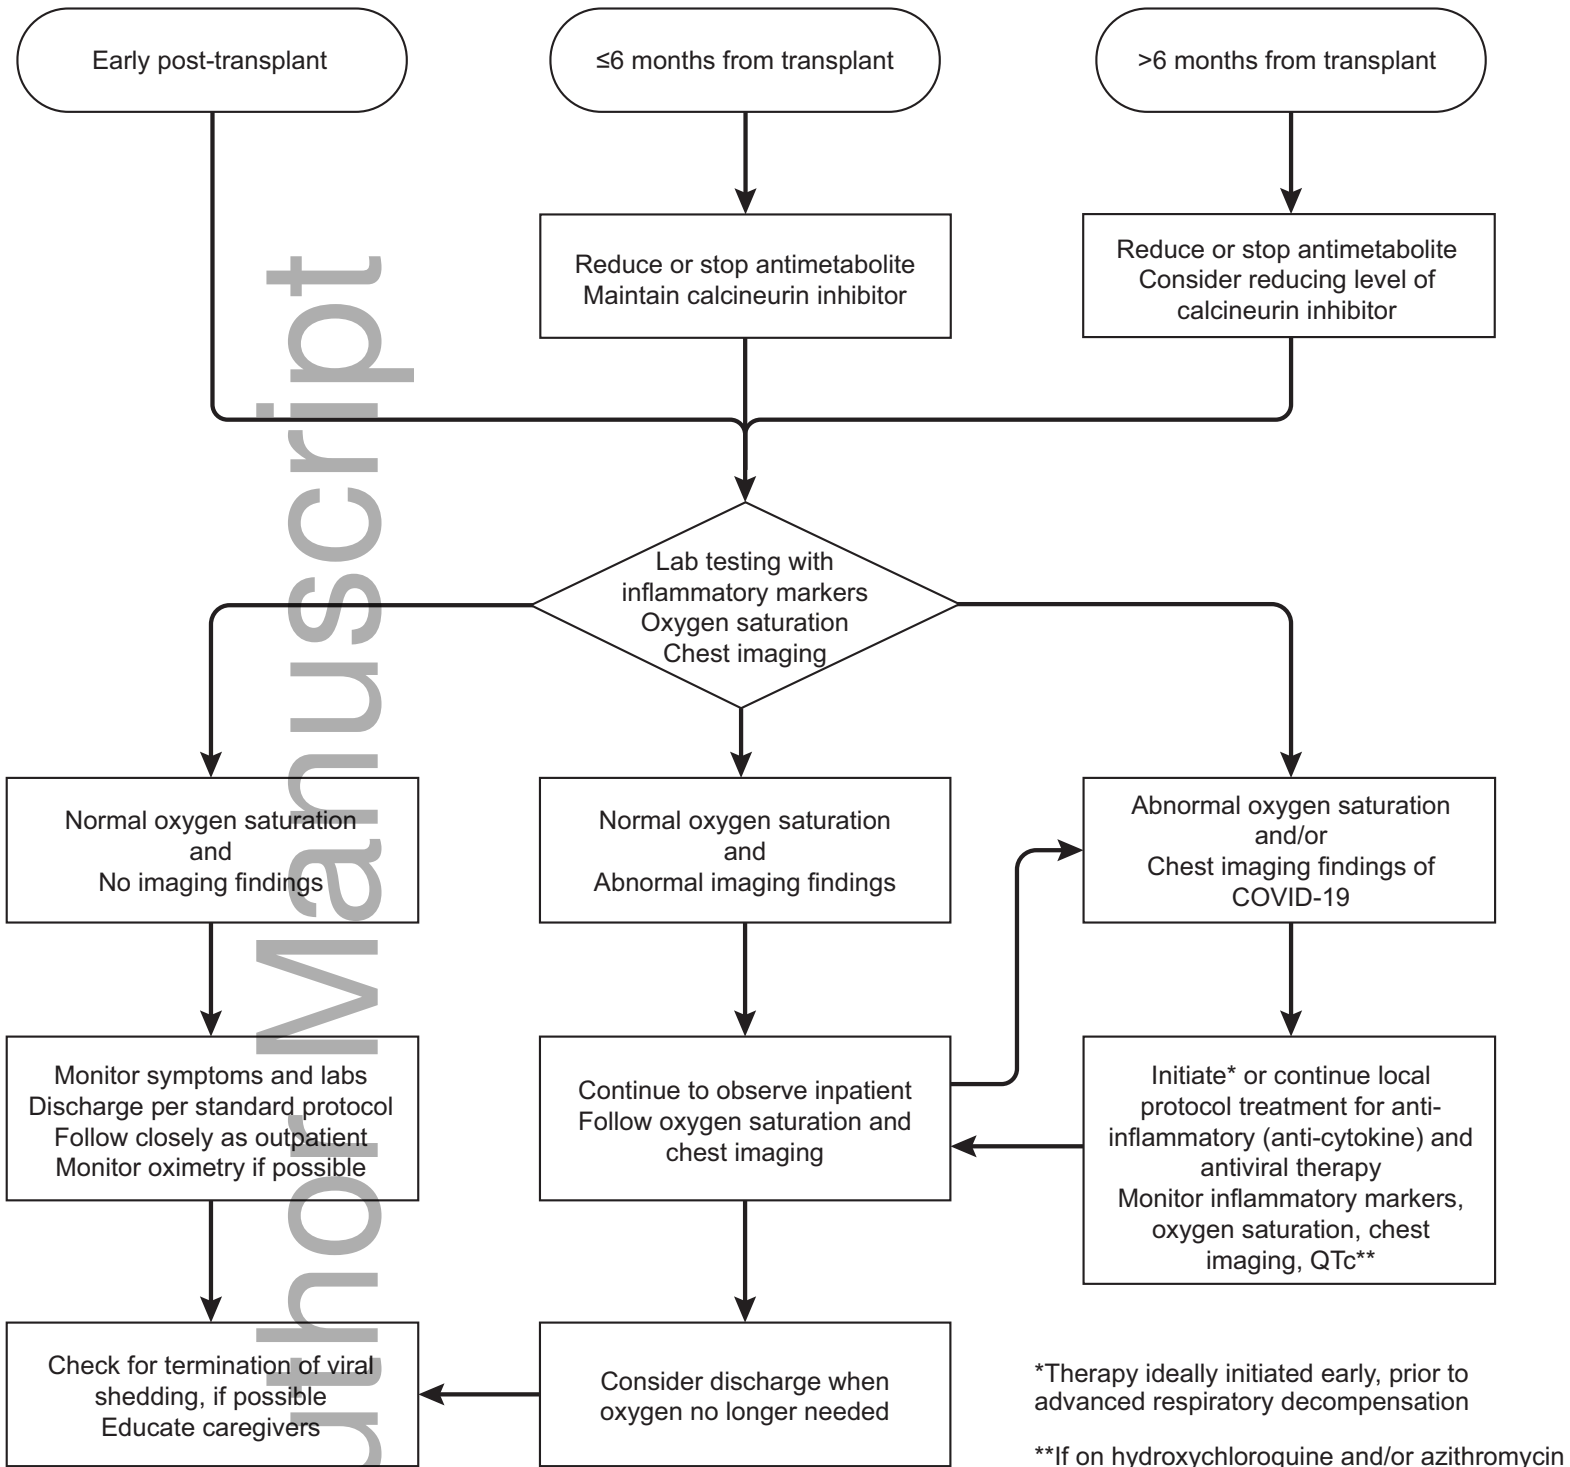 Early post-transplant
≤6 months from transplant
>6 months from transplant
Reduce or stop antimetabolite
Maintain calcineurin inhibitor
Reduce or stop antimetabolite
Consider reducing level of
calcineurin inhibitor
Lab testing with
inflammatory markers
Oxygen saturation
Chest imaging
Normal oxygen saturation
and
No imaging findings
Normal oxygen saturation
and
Abnormal imaging findings
Abnormal oxygen saturation
and/or
Chest imaging findings of
COVID-19
Monitor symptoms and labs
Discharge per standard protocol
Follow closely as outpatient
Monitor oximetry if possible
Continue to observe inpatient
Follow oxygen saturation and
chest imaging
Initiate* or continue local
protocol treatment for anti-
inflammatory (anti-cytokine) and
antiviral therapy
Monitor inflammatory markers,
oxygen saturation, chest
imaging, QTc**
Check for termination of viral
shedding, if possible
Educate caregivers
Consider discharge when
oxygen no longer needed
*Therapy ideally initiated early, prior to
advanced respiratory decompensation
**If on hydroxychloroquine and/or azithromycin
uthor Manuscript